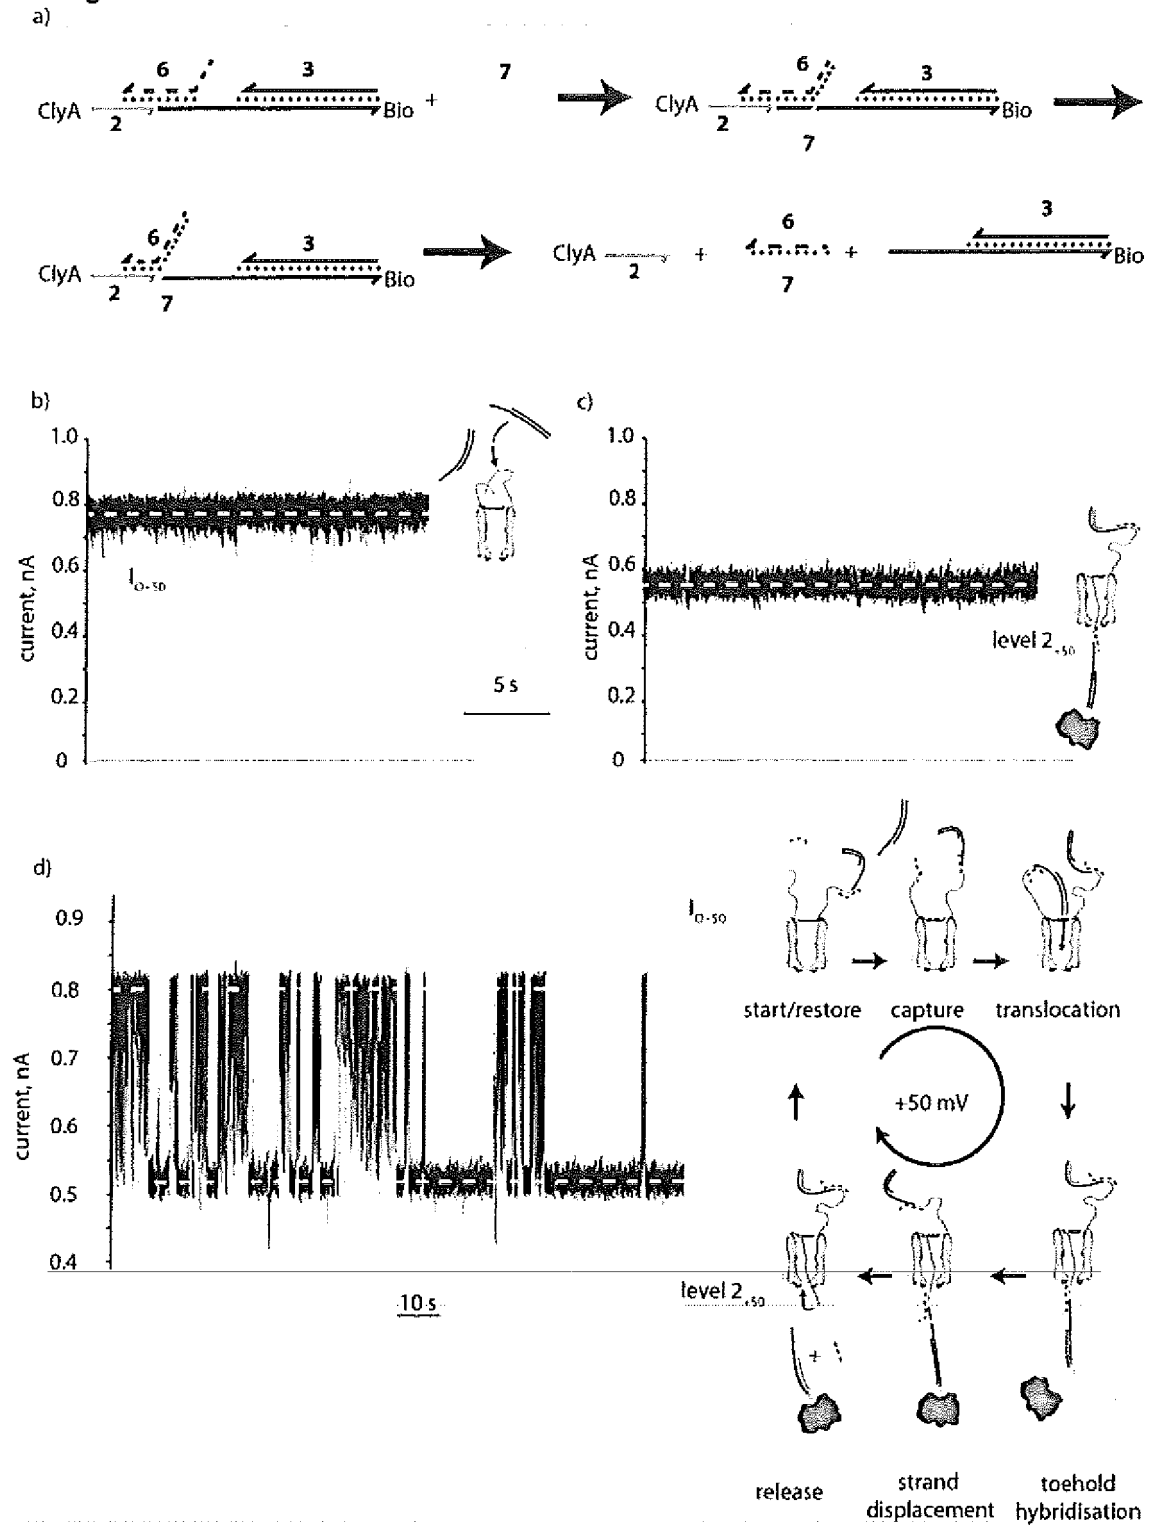 a)
6 3 7 6 3
ClyA Bio + ClyA Bio
2 2
7
6 3 6 3
ClyA Bio ClyA + + Bio
2 7 2 7
b) c)
1.0 1.0
0.8 0.8
0.6 0.6
0.4 0.4
0.2 0.2
0 0
current, nA current, nA
5 s
level 2+50
d)
0.9
0.8
0.7
0.6
0.5
0.4
current, nA
10 s
start/restore capture translocation
+50 mV
level 2+50
+
release strand displacement toehold hybridisation